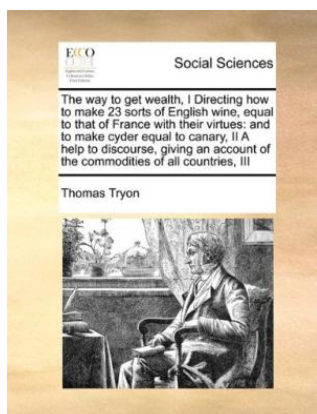 ECCO
Social Sciences
The way to get wealth, I Directing how
to make 23 sorts of English wine, equal
to that of France with their virtues: and
to make cyder equal to canary, II A
help to discourse, giving an account of
the commodities of all countries, III
Thomas Tryon